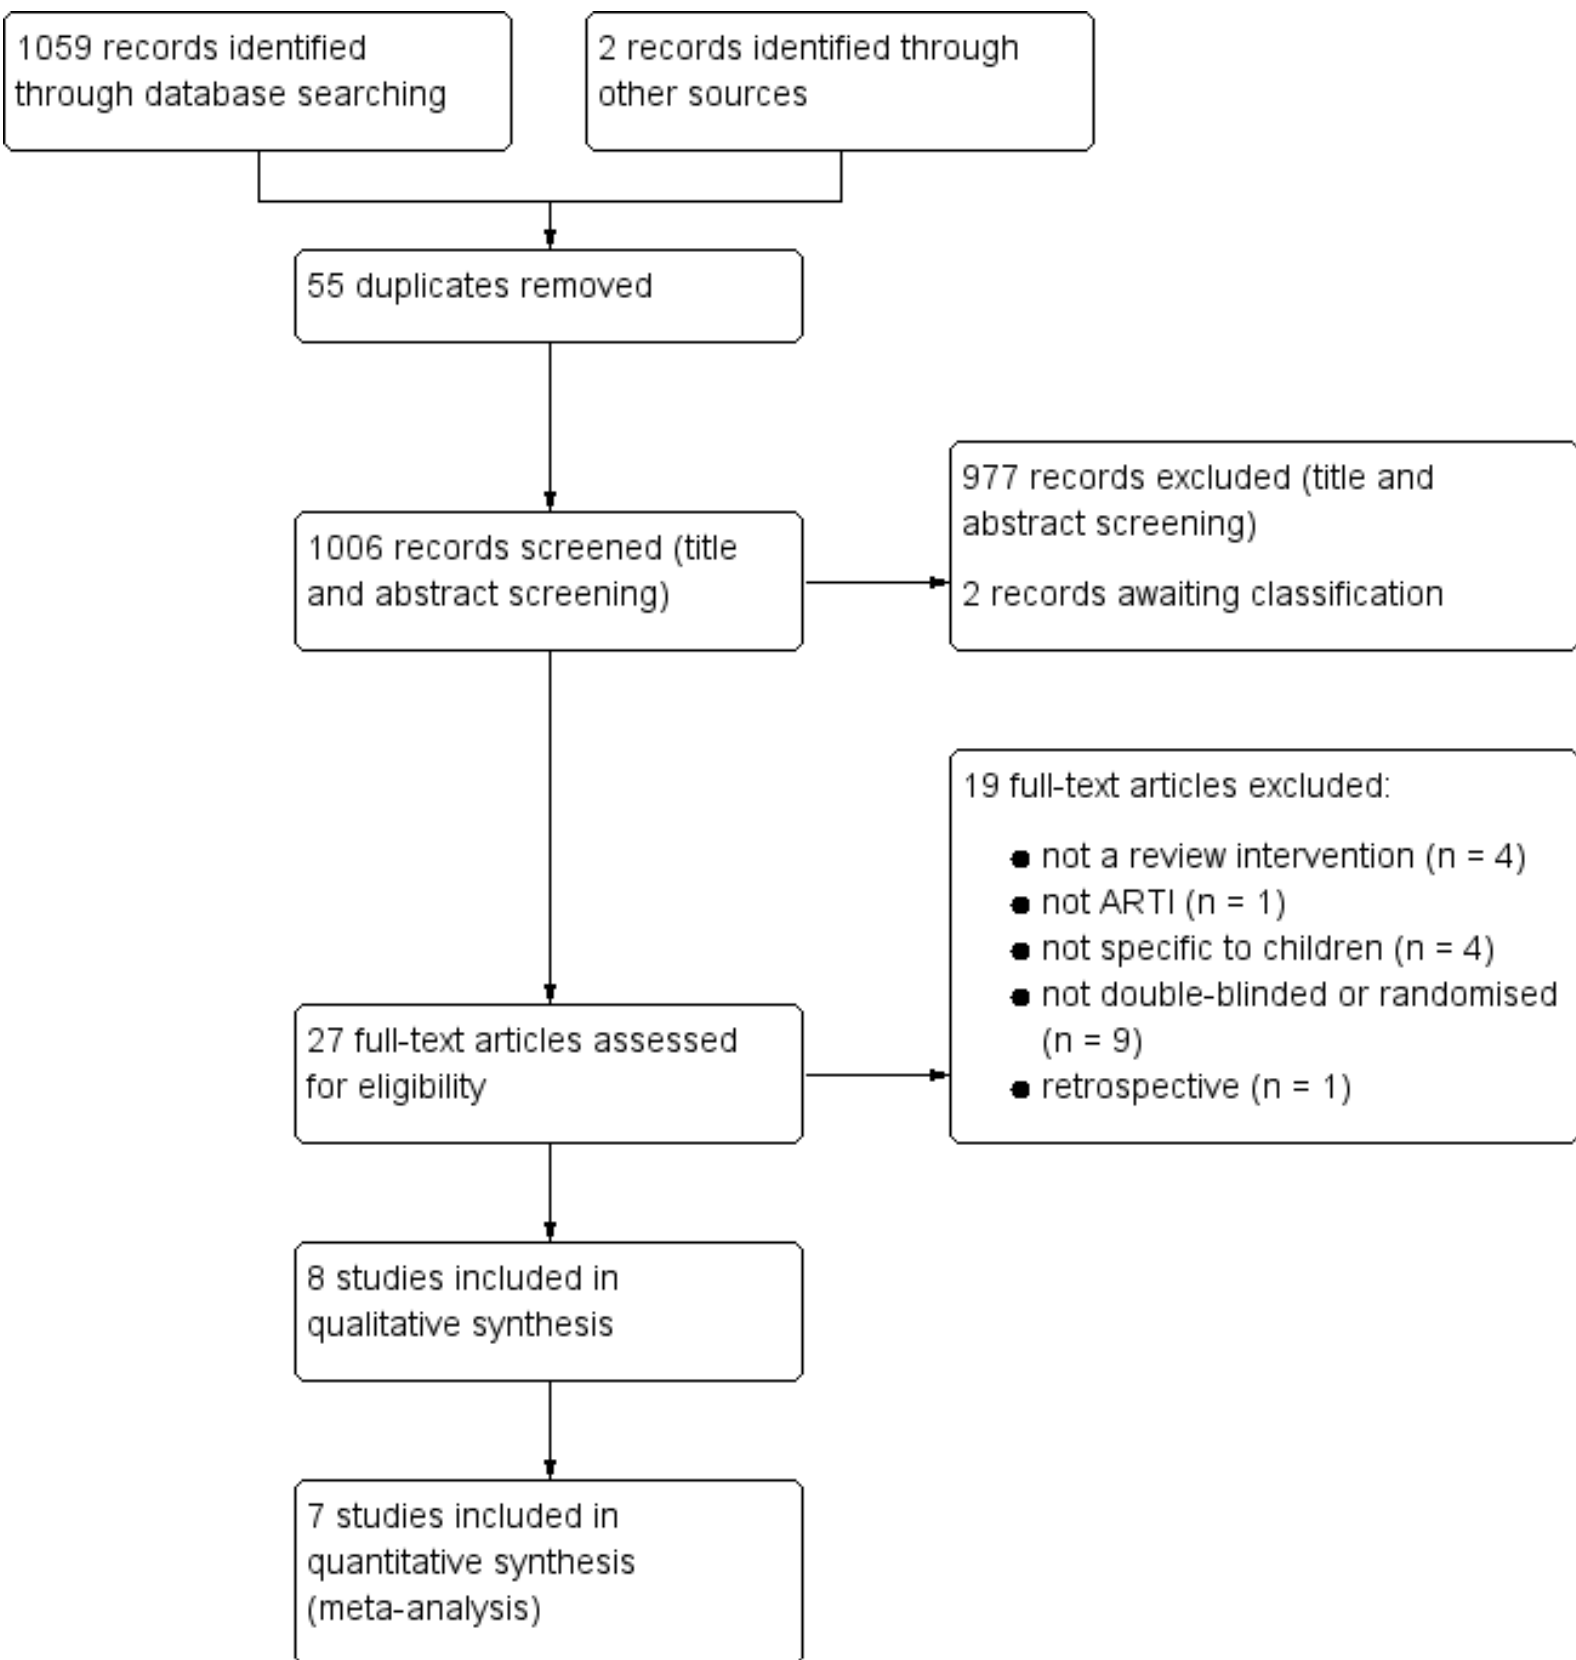 1059 records identified
through database searching
2 records identified through
other sources
55 duplicates removed
1006 records screened (title
and abstract screening)
977 records excluded (title and
abstract screening)
2 records awaiting classification
27 full-text articles assessed
for eligibility
19 full-text articles excluded:
● not a review intervention (n = 4)
● not ARTI (n = 1)
● not specific to children (n = 4)
● not double-blinded or randomised
(n = 9)
● retrospective (n = 1)
8 studies included in
qualitative synthesis
7 studies included in
quantitative synthesis
(meta-analysis)